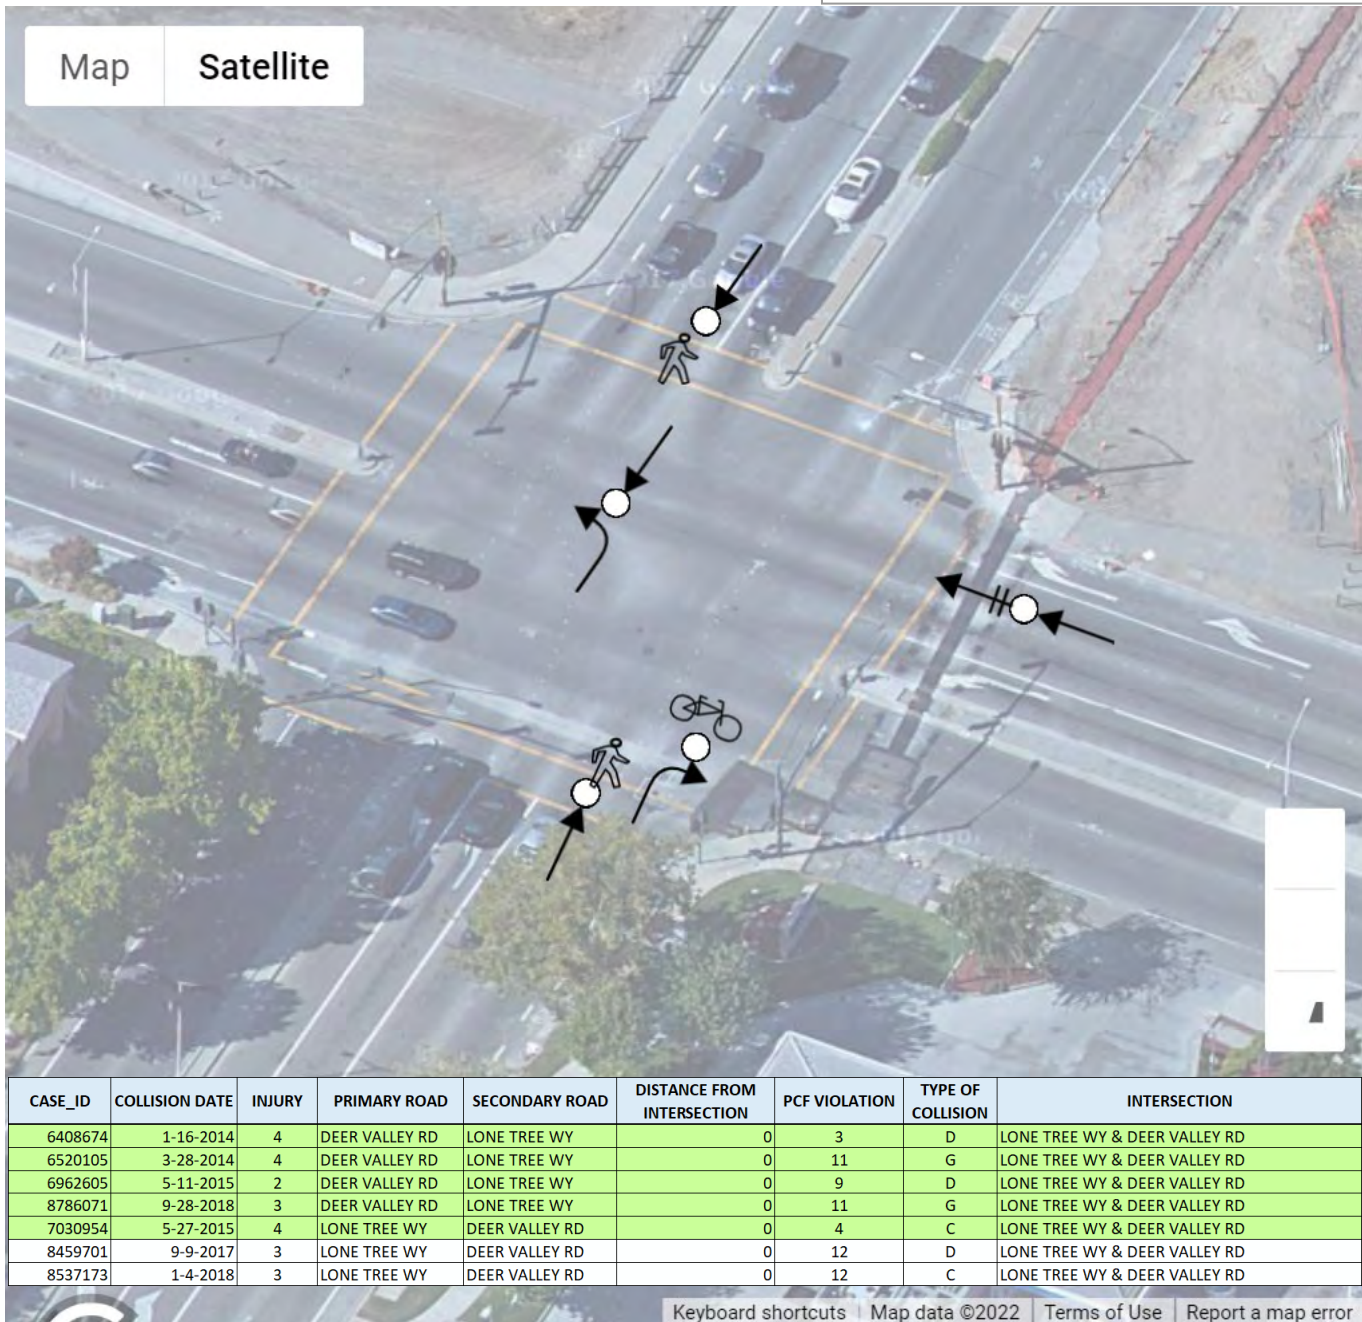 Map Satellite
CASE_ID COLLISION DATE INJURY PRIMARY ROAD SECONDARY ROAD DISTANCE FROM INTERSECTION PCF VIOLATION TYPE OF COLLISION INTERSECTION
6408674 1-16-2014 4 DEER VALLEY RD LONE TREE WY 0 3 D LONE TREE WY & DEER VALLEY RD
6520105 3-28-2014 4 DEER VALLEY RD LONE TREE WY 0 11 G LONE TREE WY & DEER VALLEY RD
6962605 5-11-2015 2 DEER VALLEY RD LONE TREE WY 0 9 D LONE TREE WY & DEER VALLEY RD
8786071 9-28-2018 3 DEER VALLEY RD LONE TREE WY 0 11 G LONE TREE WY & DEER VALLEY RD
7030954 5-27-2015 4 LONE TREE WY DEER VALLEY RD 0 4 C LONE TREE WY & DEER VALLEY RD
8459701 9-9-2017 3 LONE TREE WY DEER VALLEY RD 0 12 D LONE TREE WY & DEER VALLEY RD
8537173 1-4-2018 3 LONE TREE WY DEER VALLEY RD 0 12 C LONE TREE WY & DEER VALLEY RD
Keyboard shortcuts Map data ©2022 Terms of Use Report a map error